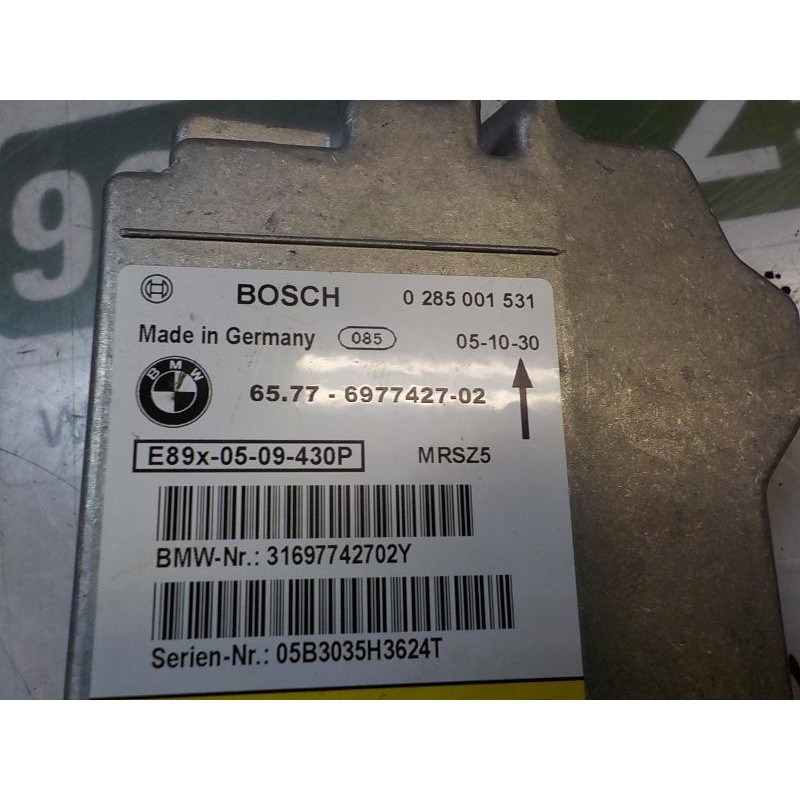 BOSCH 0 285 001 531
Made in Germany 085 05-10-30
BMW
65.77 - 6977427-02
E89x-05-09-430P MRSZ5
BMW-Nr.: 31697742702Y
Serien-Nr.: 05B3035H3624T